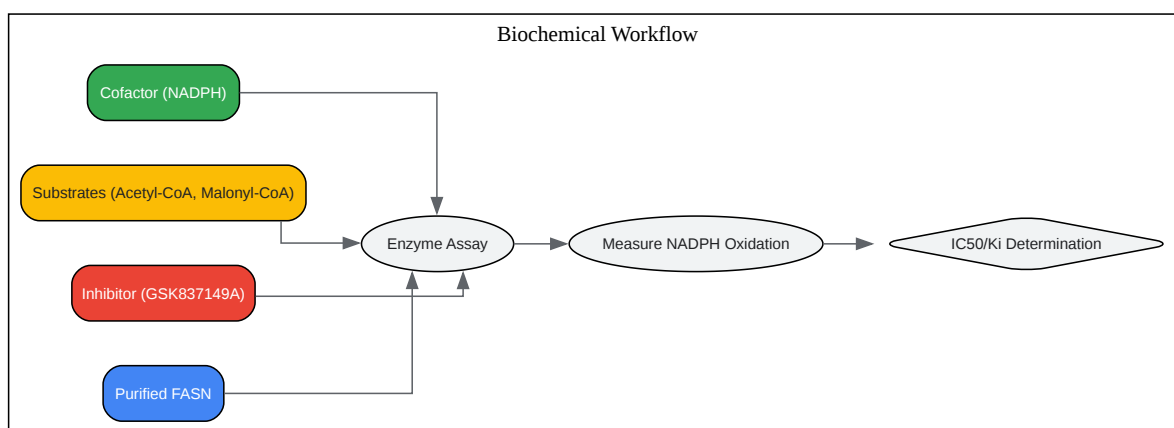 Biochemical Workflow
Cofactor (NADPH)
Substrates (Acetyl-CoA, Malonyl-CoA)
Enzyme Assay
Measure NADPH Oxidation
IC50/Ki Determination
Inhibitor (GSK837149A)
Purified FASN